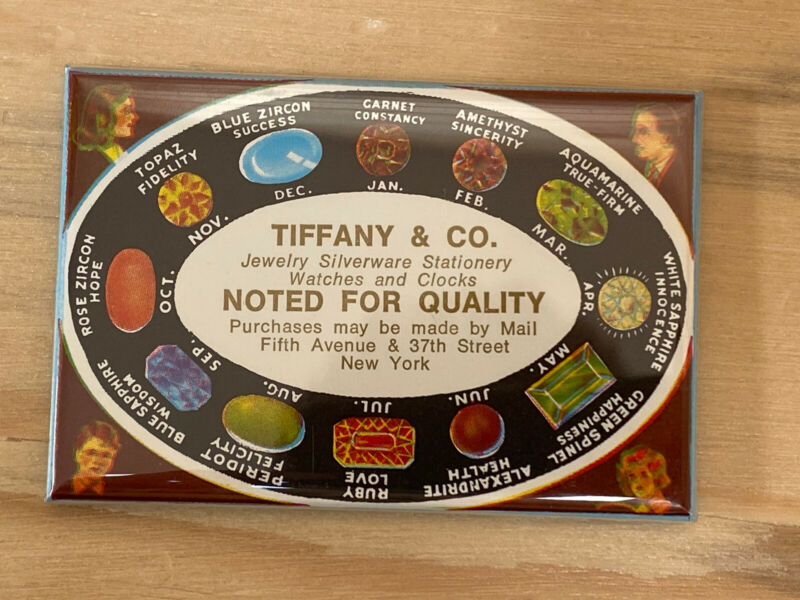 GARNET
CONSTANCY
JAN.
AMETHYST
SINCERITY
FEB.
AQUAMARINE
TRUE-FIRM
MAR.
WHITE SAPPHIRE
INNOCENCE
APR.
GREEN SPINEL
HAPPINESS
MAY.
ALEXANDRITE
HEALTH
JUN.
RUBY
LOVE
JUL.
PERIDOT
FELICITY
AUG.
BLUE SAPPHIRE
WISDOM
SEP.
ROSE ZIRCON
HOPE
OCT.
TOPAZ
FIDELITY
NOV.
BLUE ZIRCON
SUCCESS
DEC.
TIFFANY & CO.
Jewelry Silverware Stationery
Watches and Clocks
NOTED FOR QUALITY
Purchases may be made by Mail
Fifth Avenue & 37th Street
New York